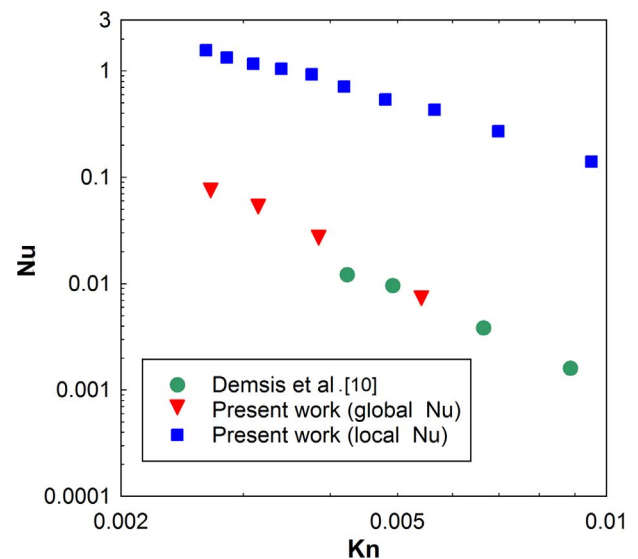 3
1
0.1
Nu
0.01
0.001
0.0001
Demsis et al.[10]
Present work (global Nu)
Present work (local Nu)
0.002
0.005
0.01
Kn